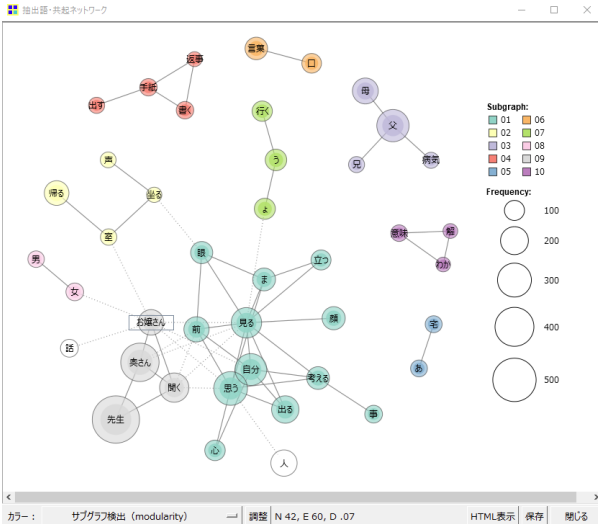 抽出語・共起ネットワーク
返事
言葉
口
手紙
出す
書く
行く
母
父
兄
病気
声
う
帰る
坐る
ょ
室
意味
解
わか
男
眼
立つ
女
ま
お嬢さん
前
見る
顔
宅
話
奥さん
自分
聞く
思う
考える
あ
先生
出る
事
心
人
Subgraph:
01 06
02 07
03 08
04 09
05 10
Frequency:
100
200
300
400
500
カラー： サブグラフ検出（modularity） 調整 N 42, E 60, D .07 HTML表示 保存 閉じる